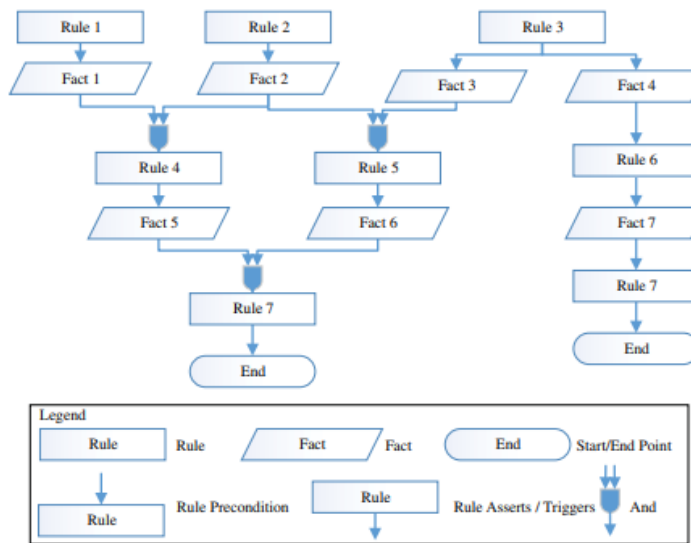 Rule 1
Rule 2
Rule 3
Fact 1
Fact 2
Fact 3
Fact 4
Rule 4
Rule 5
Rule 6
Fact 5
Fact 6
Fact 7
Rule 7
Rule 7
End
End
Legend
Rule
Rule
Fact
Fact
End
Start/End Point
Rule
Rule Precondition
Rule
Rule Asserts / Triggers
And